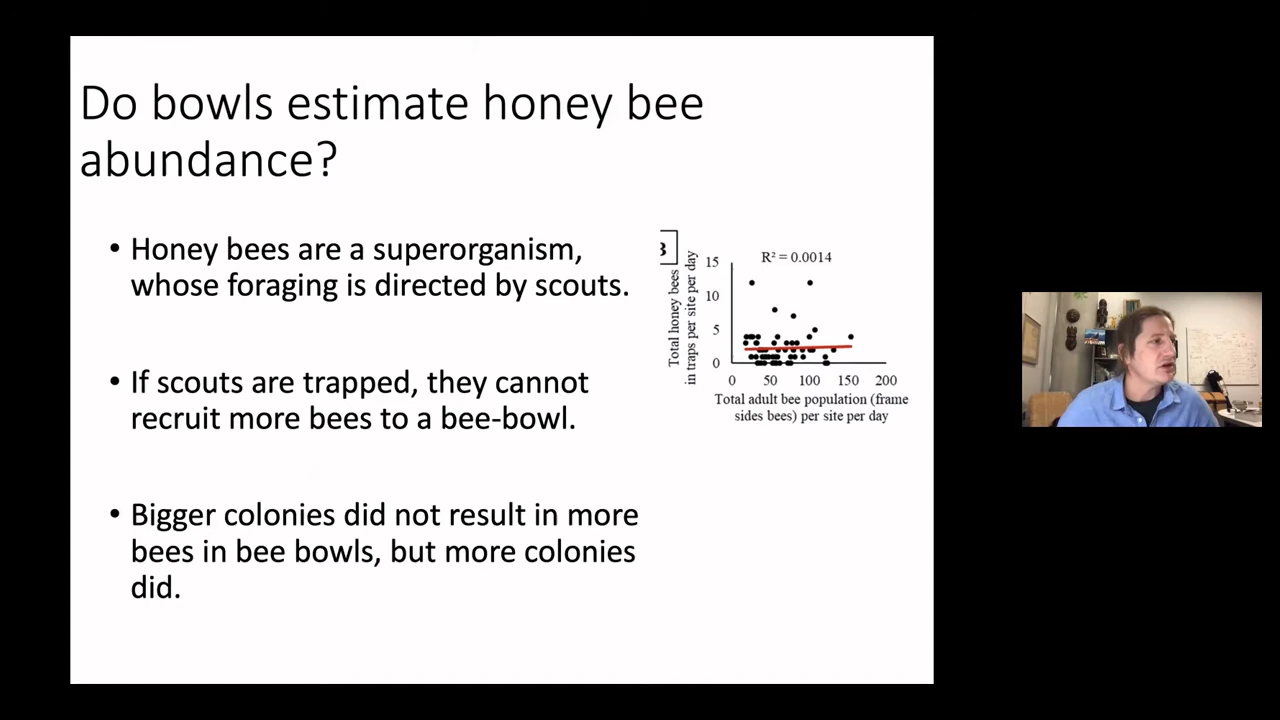 Do bowls estimate honey bee
abundance?
• Honey bees are a superorganism,
whose foraging is directed by scouts.
• If scouts are trapped, they cannot
recruit more bees to a bee-bowl.
• Bigger colonies did not result in more
bees in bee bowls, but more colonies
did.
R² = 0.0014
Total honey bees
in traps per site per day
15
10
5
0
0 50 100 150 200
Total adult bee population (frame
sides bees) per site per day